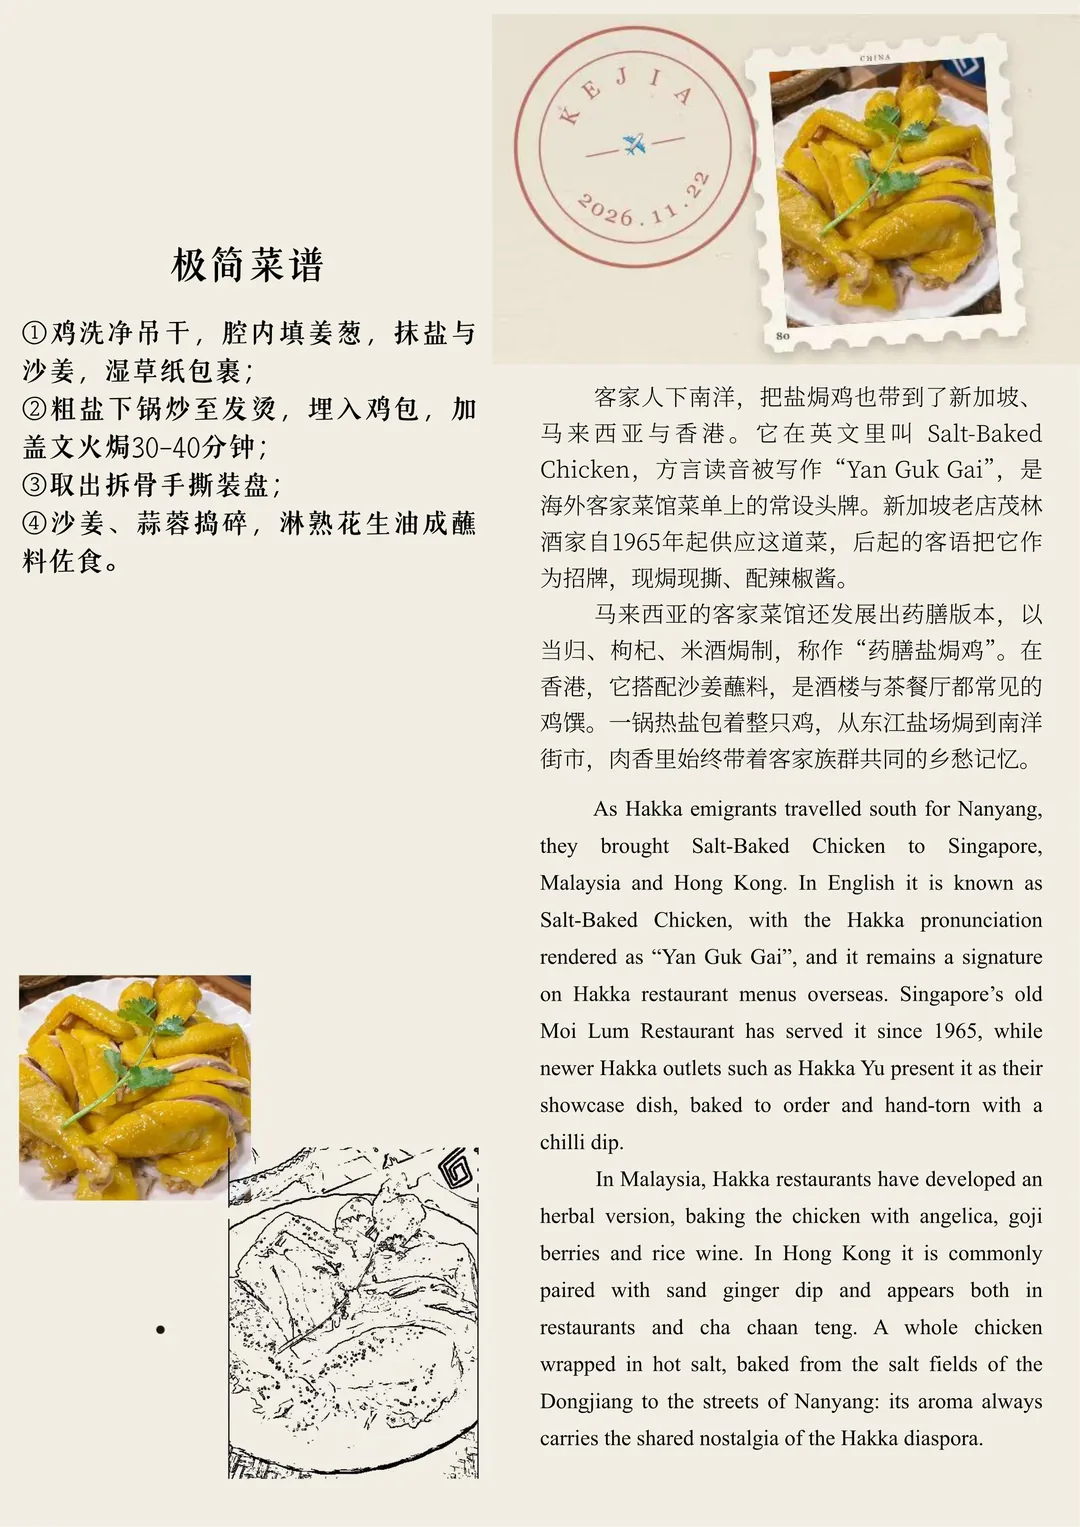 KEJIA
2026.11.22
CHINA
80
极简菜谱
①鸡洗净吊干，腔内填姜葱，抹盐与
沙姜，湿草纸包裹；
②粗盐下锅炒至发烫，埋入鸡包，加
盖文火焗30-40分钟；
③取出拆骨手撕装盘；
④沙姜、蒜蓉捣碎，淋熟花生油成蘸
料佐食。
客家人下南洋，把盐焗鸡也带到了新加坡、
马来西亚与香港。它在英文里叫 Salt-Baked
Chicken，方言读音被写作“Yan Guk Gai”，是
海外客家菜馆菜单上的常设头牌。新加坡老店茂林
酒家自1965年起供应这道菜，后起的客语把它作
为招牌，现焗现撕、配辣椒酱。
马来西亚的客家菜馆还发展出药膳版本，以
当归、枸杞、米酒焗制，称作“药膳盐焗鸡”。在
香港，它搭配沙姜蘸料，是酒楼与茶餐厅都常见的
鸡馔。一锅热盐包着整只鸡，从东江盐场焗到南洋
街市，肉香里始终带着客家族群共同的乡愁记忆。
As Hakka emigrants travelled south for Nanyang,
they brought Salt-Baked Chicken to Singapore,
Malaysia and Hong Kong. In English it is known as
Salt-Baked Chicken, with the Hakka pronunciation
rendered as “Yan Guk Gai”, and it remains a signature
on Hakka restaurant menus overseas. Singapore’s old
Moi Lum Restaurant has served it since 1965, while
newer Hakka outlets such as Hakka Yu present it as their
showcase dish, baked to order and hand-torn with a
chilli dip.
In Malaysia, Hakka restaurants have developed an
herbal version, baking the chicken with angelica, goji
berries and rice wine. In Hong Kong it is commonly
paired with sand ginger dip and appears both in
restaurants and cha chaan teng. A whole chicken
wrapped in hot salt, baked from the salt fields of the
Dongjiang to the streets of Nanyang: its aroma always
carries the shared nostalgia of the Hakka diaspora.